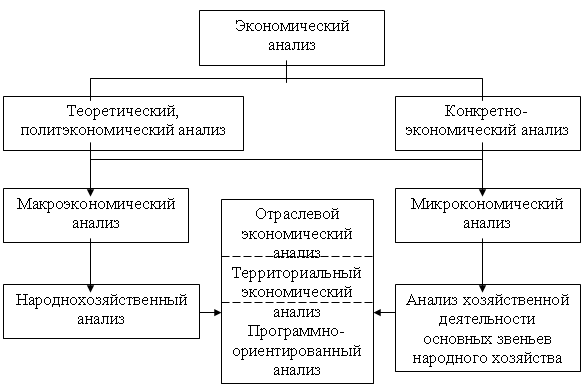 Экономический
анализ
Теоретический,
политэкономический анализ
Конкретно-
экономический анализ
Макроэкономический
анализ
Микрокономический
анализ
Отраслевой
экономический
анализ
Территориальный
экономический
анализ
Программно-
ориентированный
анализ
Народнохозяйственный
анализ
Анализ хозяйственной
деятельности
основных звеньев
народного хозяйства